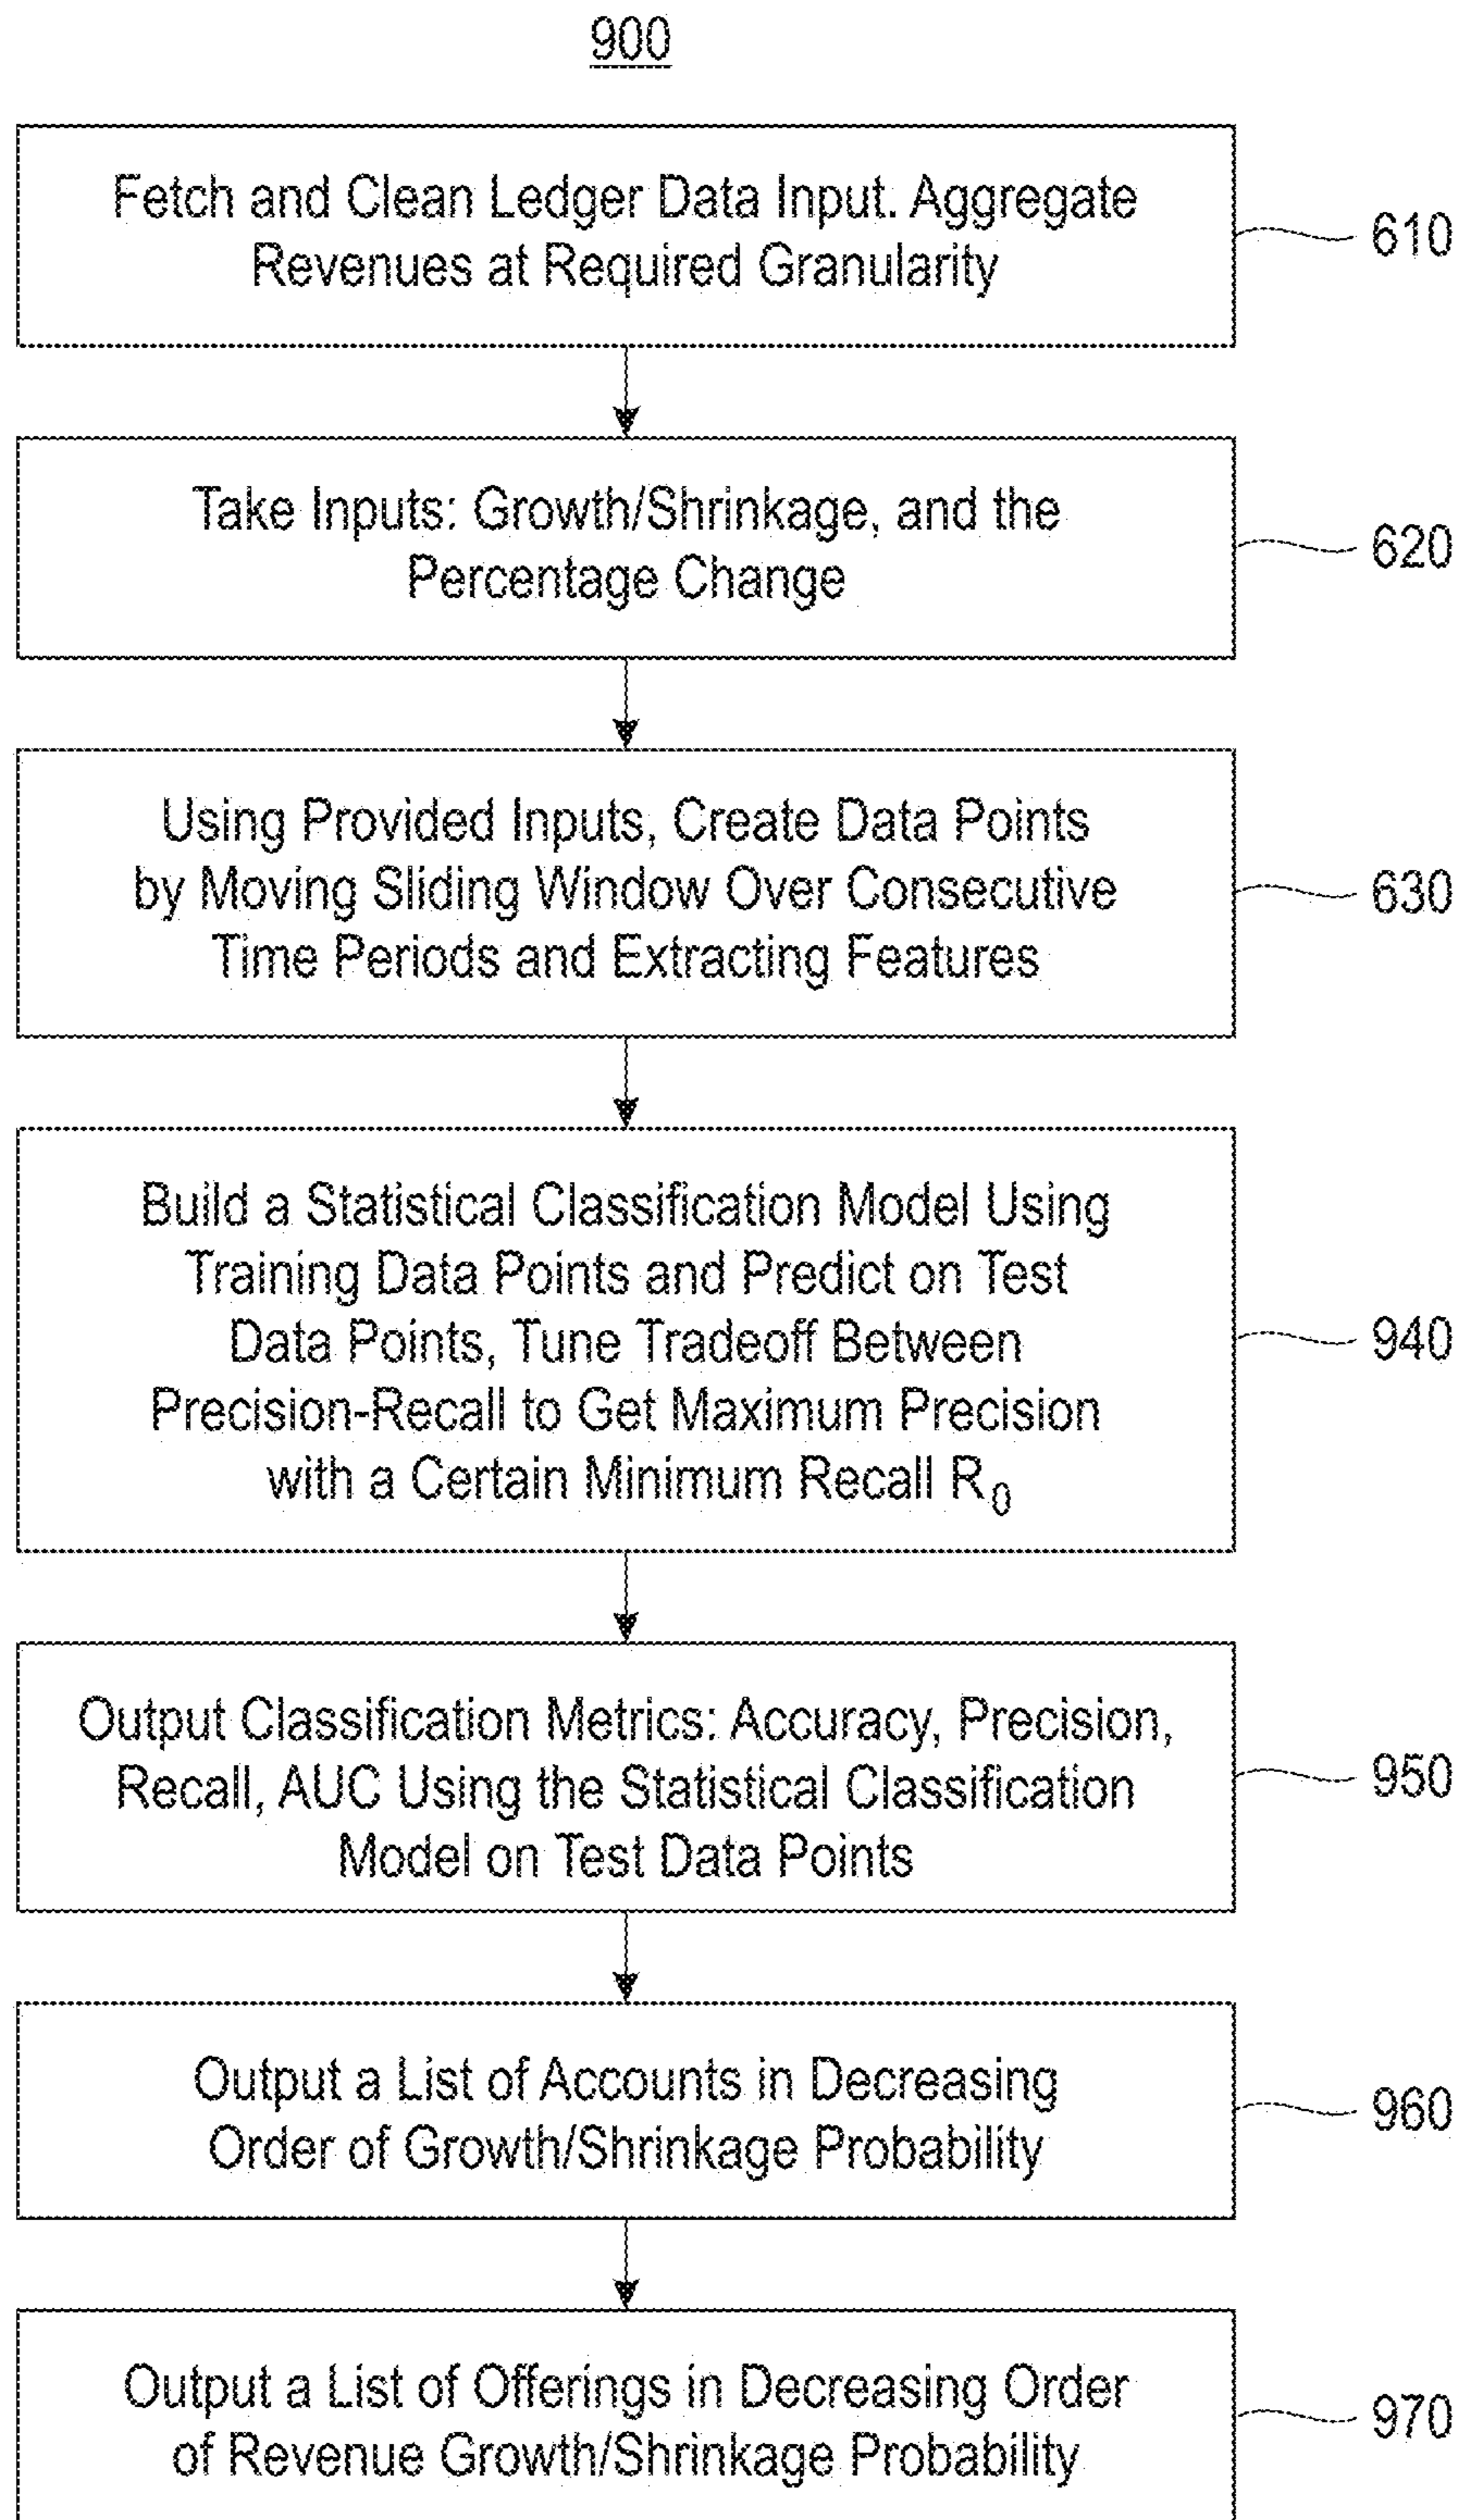 900
Fetch and Clean Ledger Data Input. Aggregate
Revenues at Required Granularity
610
Take Inputs: Growth/Shrinkage, and the
Percentage Change
620
Using Provided Inputs, Create Data Points
by Moving Sliding Window Over Consecutive
Time Periods and Extracting Features
630
Build a Statistical Classification Model Using
Training Data Points and Predict on Test
Data Points, Tune Tradeoff Between
Precision-Recall to Get Maximum Precision
with a Certain Minimum Recall R₀
940
Output Classification Metrics: Accuracy, Precision,
Recall, AUC Using the Statistical Classification
Model on Test Data Points
950
Output a List of Accounts in Decreasing
Order of Growth/Shrinkage Probability
960
Output a List of Offerings in Decreasing Order
of Revenue Growth/Shrinkage Probability
970